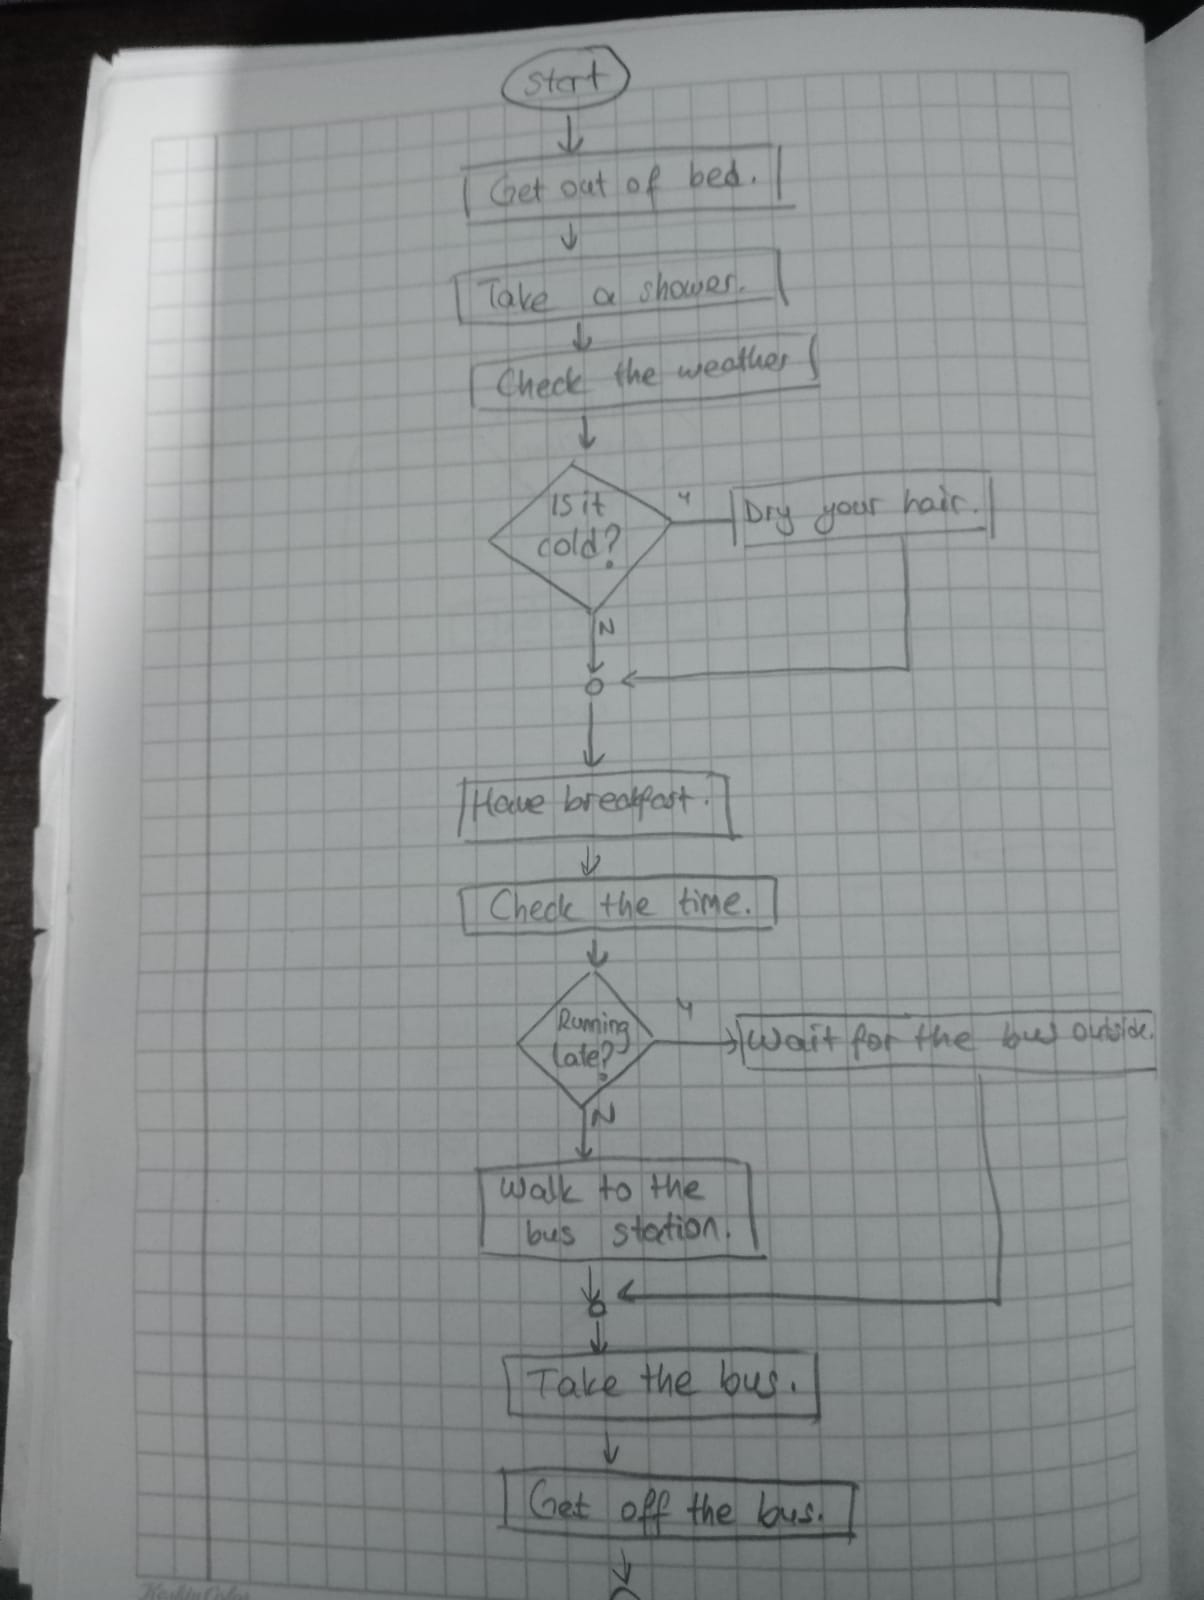 Start
Get out of bed.
Take a shower.
Check the weather
Is it
cold?
Y
Dry your hair.
N
Have breakfast.
Check the time.
Running
late?
Y
Wait for the bus outside.
N
Walk to the
bus station.
Take the bus.
Get off the bus.